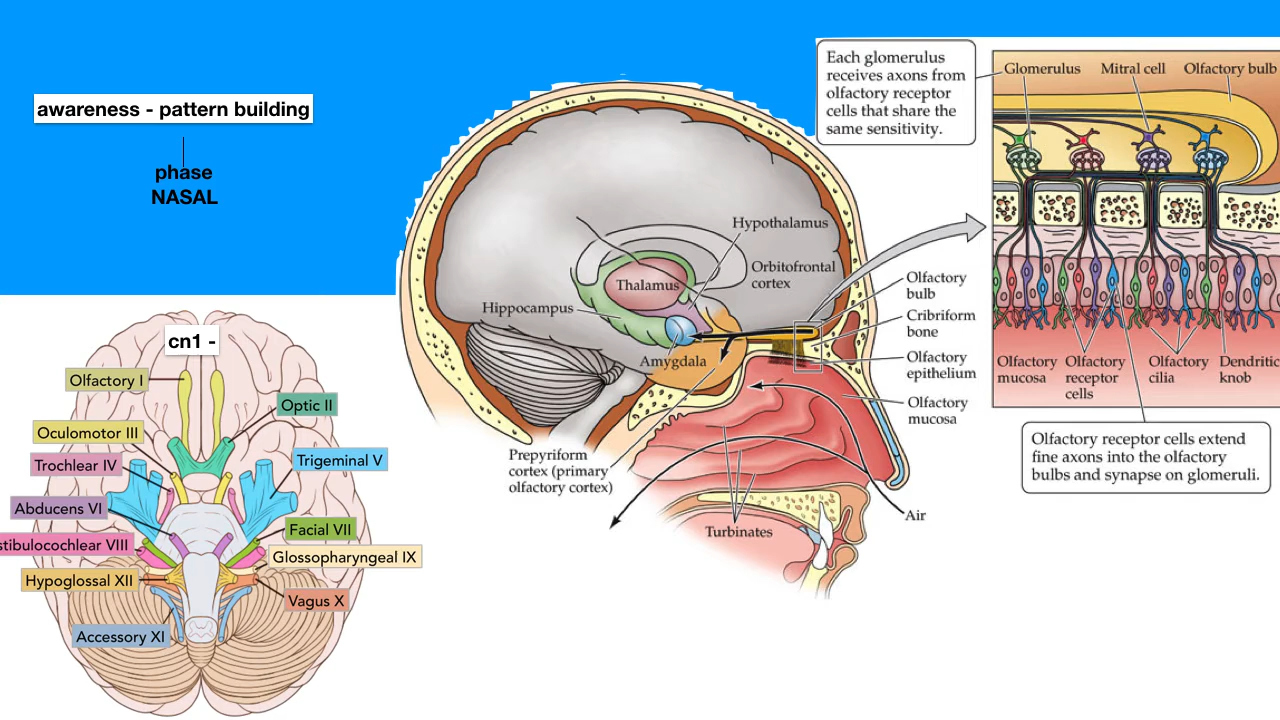 awareness - pattern building
phase
NASAL
cn1 -
Olfactory I
Optic II
Oculomotor III
Trochlear IV
Trigeminal V
Abducens VI
Facial VII
stibulocochlear VIII
Glossopharyngeal IX
Hypoglossal XII
Vagus X
Accessory XI
Hypothalamus
Orbitofrontal
cortex
Thalamus
Hippocampus
Amygdala
Olfactory
bulb
Cribriform
bone
Olfactory
epithelium
Olfactory
mucosa
Prepyriform
cortex (primary
olfactory cortex)
Turbinates
Air
Each glomerulus
receives axons from
olfactory receptor
cells that share the
same sensitivity.
Glomerulus
Mitral cell
Olfactory bulb
Olfactory
mucosa
Olfactory
receptor
cells
Olfactory
cilia
Dendritic
knob
Olfactory receptor cells extend
fine axons into the olfactory
bulbs and synapse on glomeruli.